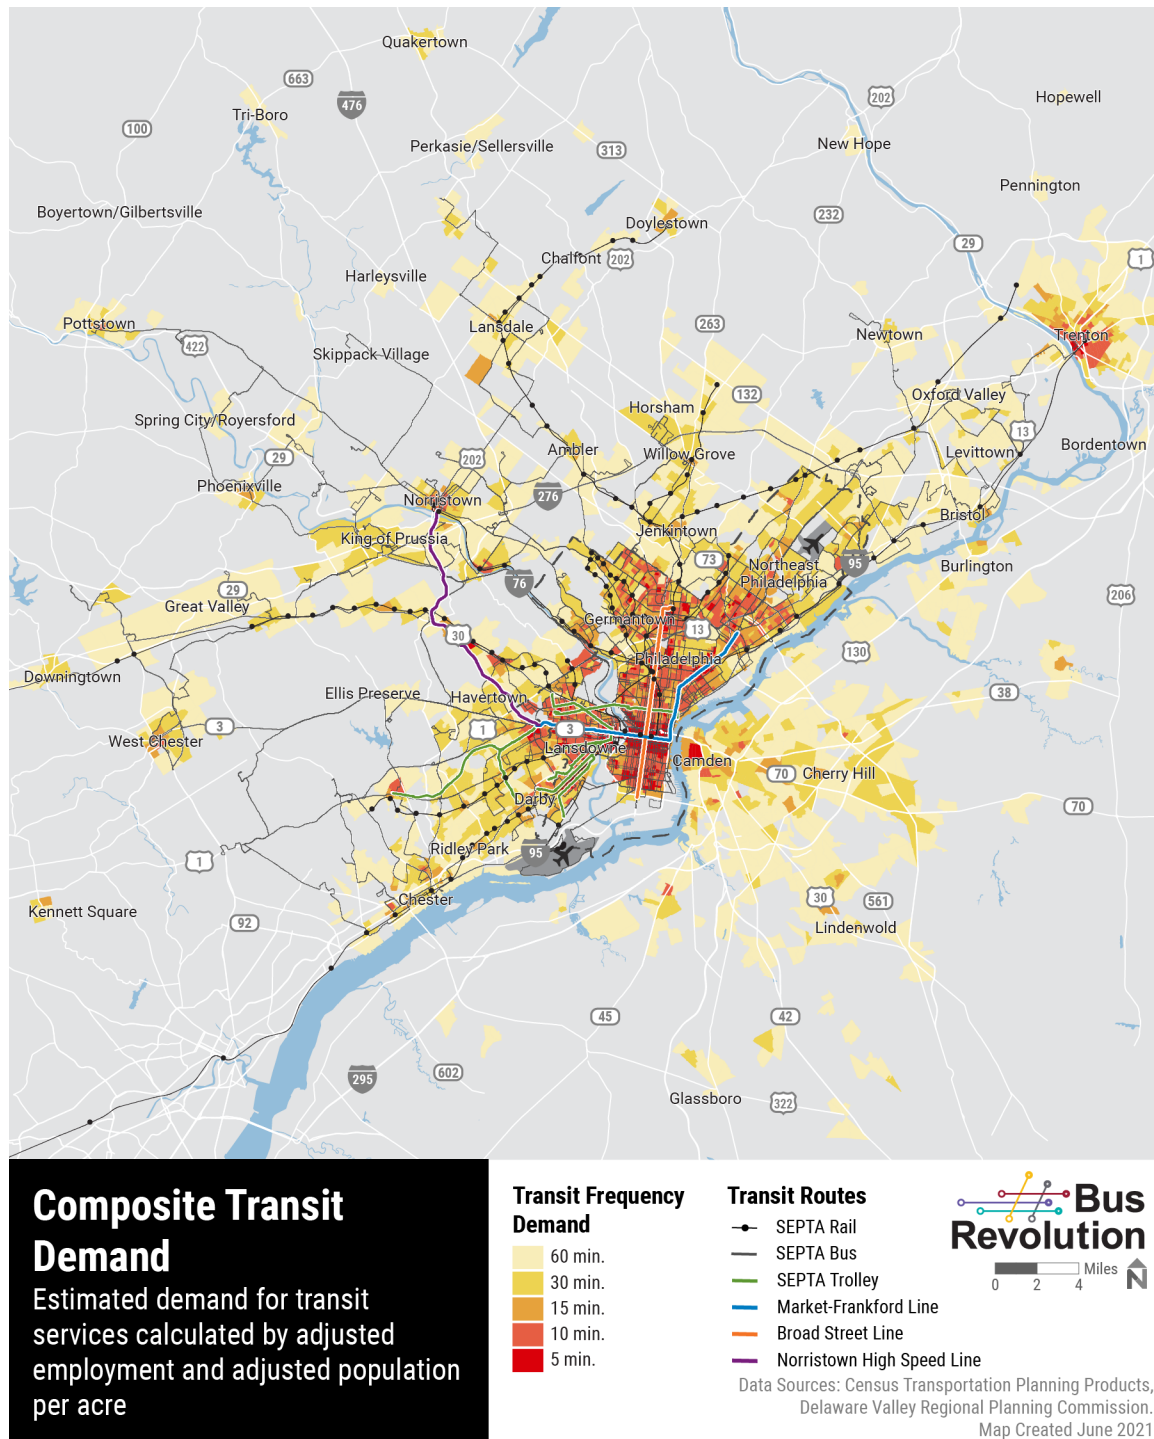 Quakertown
663
476
202
Hopewell
Tri-Boro
100
New Hope
Perkasie/Sellersville
313
Pennington
Boyertown/Gilbertsville
232
Doylestown
29
Chalfont
202
1
Harleysville
Pottstown
Lansdale
263
Newtown
Trenton
422
Skippack Village
132
Oxford Valley
Horsham
Spring City/Royersford
13
Bordentown
Ambler
Willow Grove
Levittown
29
202
Phoenixville
276
Norristown
Bristol
King of Prussia
Jenkintown
73
Northeast
Philadelphia
95
Burlington
76
29
206
Great Valley
Germantown
30
13
130
Philadelphia
Downingtown
Ellis Preserve
Havertown
38
3
1
3
West Chester
Lansdowne
Camden
70
Cherry Hill
Darby
70
Ridley Park
95
1
Chester
30
561
Kennett Square
92
Lindenwold
45
42
295
602
Glassboro
322
Composite Transit
Demand
Estimated demand for transit
services calculated by adjusted
employment and adjusted population
per acre
Transit Frequency
Demand
60 min.
30 min.
15 min.
10 min.
5 min.
Transit Routes
SEPTA Rail
SEPTA Bus
SEPTA Trolley
Market-Frankford Line
Broad Street Line
Norristown High Speed Line
Bus
Revolution
Miles
0 2 4
N
Data Sources: Census Transportation Planning Products,
Delaware Valley Regional Planning Commission.
Map Created June 2021